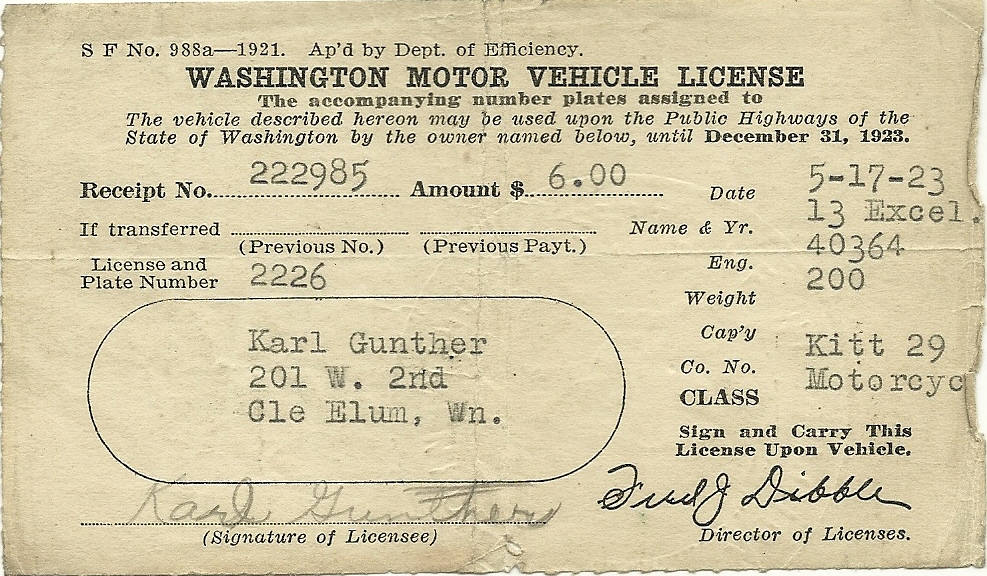 S F No. 988a—1921. Ap'd by Dept. of Efficiency.
WASHINGTON MOTOR VEHICLE LICENSE
The accompanying number plates assigned to
The vehicle described hereon may be used upon the Public Highways of the
State of Washington by the owner named below, until December 31, 1923.
Receipt No. 222985 Amount $ 6.00 Date 5-17-23
If transferred (Previous No.) (Previous Payt.) Name & Yr. 13 Excel.
License and Plate Number 2226 Eng. 40364
Weight 200
Cap'y
Karl Gunther
201 W. 2nd
Cle Elum, Wn.
Co. No. Kitt 29
CLASS Motorcyc
Sign and Carry This
License Upon Vehicle.
Karl Gunther
Fred J Dibble
(Signature of Licensee) Director of Licenses.